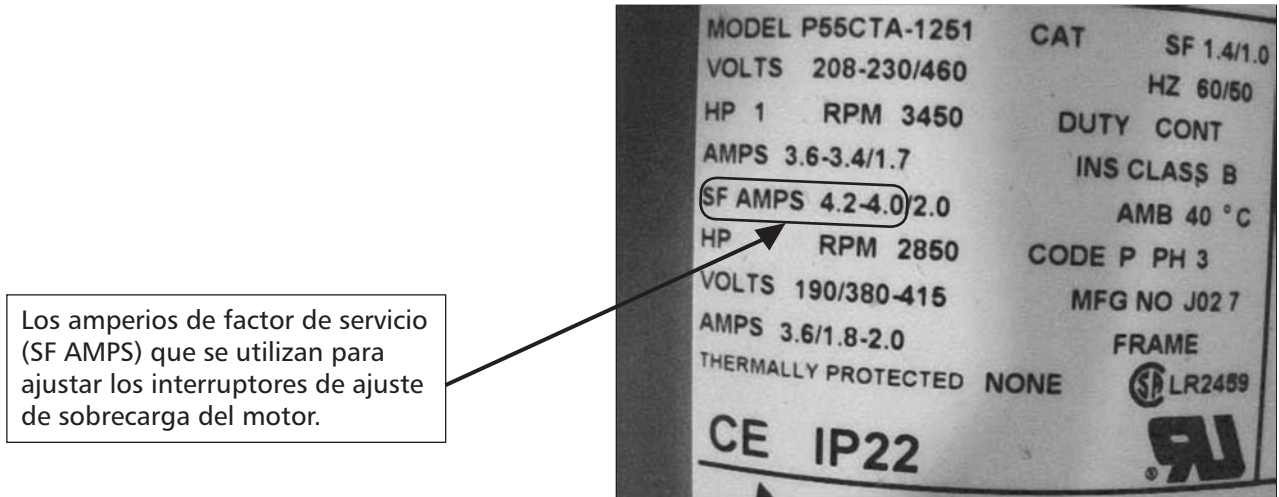 MODEL P55CTA-1251 CAT SF 1.4/1.0
VOLTS 208-230/460 HZ 60/50
HP 1 RPM 3450 DUTY CONT
AMPS 3.6-3.4/1.7 INS CLASS B
SF AMPS 4.2-4.0/2.0 AMB 40 °C
HP RPM 2850 CODE P PH 3
VOLTS 190/380-415 MFG NO J02 7
AMPS 3.6/1.8-2.0 FRAME
THERMALLY PROTECTED NONE SA LR2459
CE IP22 RU ®
Los amperios de factor de servicio
(SF AMPS) que se utilizan para
ajustar los interruptores de ajuste
de sobrecarga del motor.